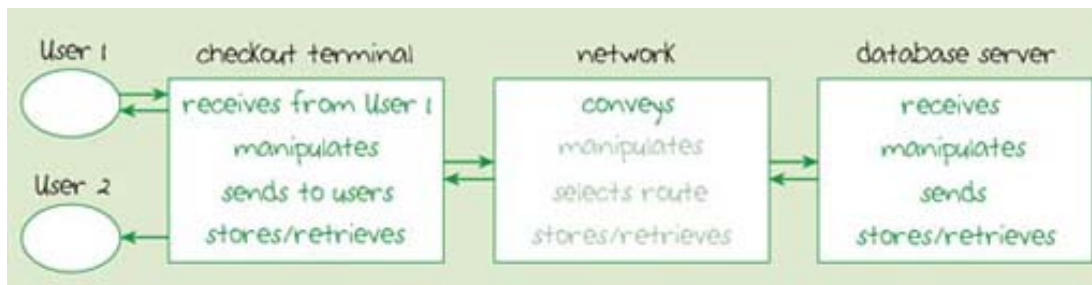 User 1
checkout terminal
network
database server
receives from User 1
manipulates
sends to users
stores/retrieves
conveys
manipulates
selects route
stores/retrieves
receives
manipulates
sends
stores/retrieves
User 2